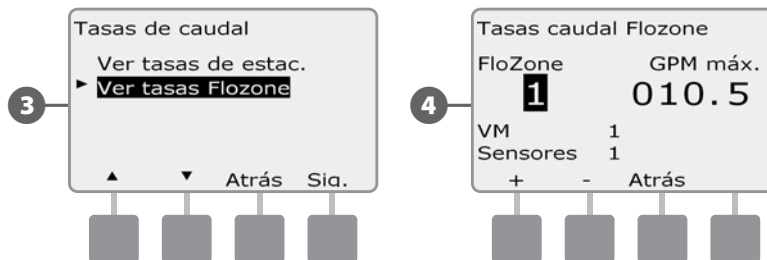 3
Tasas de caudal
Ver tasas de estac.
► Ver tasas Flozone
▲ ▼ Atrás Sig.
4
Tasas caudal Flozone
FloZone GPM máx.
1 010.5
VM 1
Sensores 1
+ - Atrás